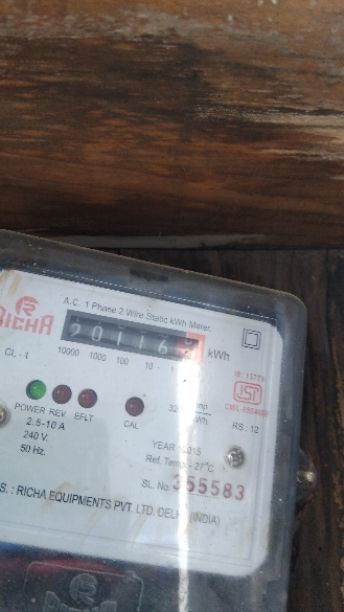 RICHA
A.C. 1 Phase 2 Wire Static kWh Meter.
20116 kWh
10000 1000 100 10 1
CL.-1
POWER REV EFLT CAL
2.5-10 A
240 V.
50 Hz.
RS : 12
YEAR : 2015
Ref. Temp. - 27°C
SL. No. 355583
S. : RICHA EQUIPMENTS PVT. LTD. DELHI (INDIA)
RICHA